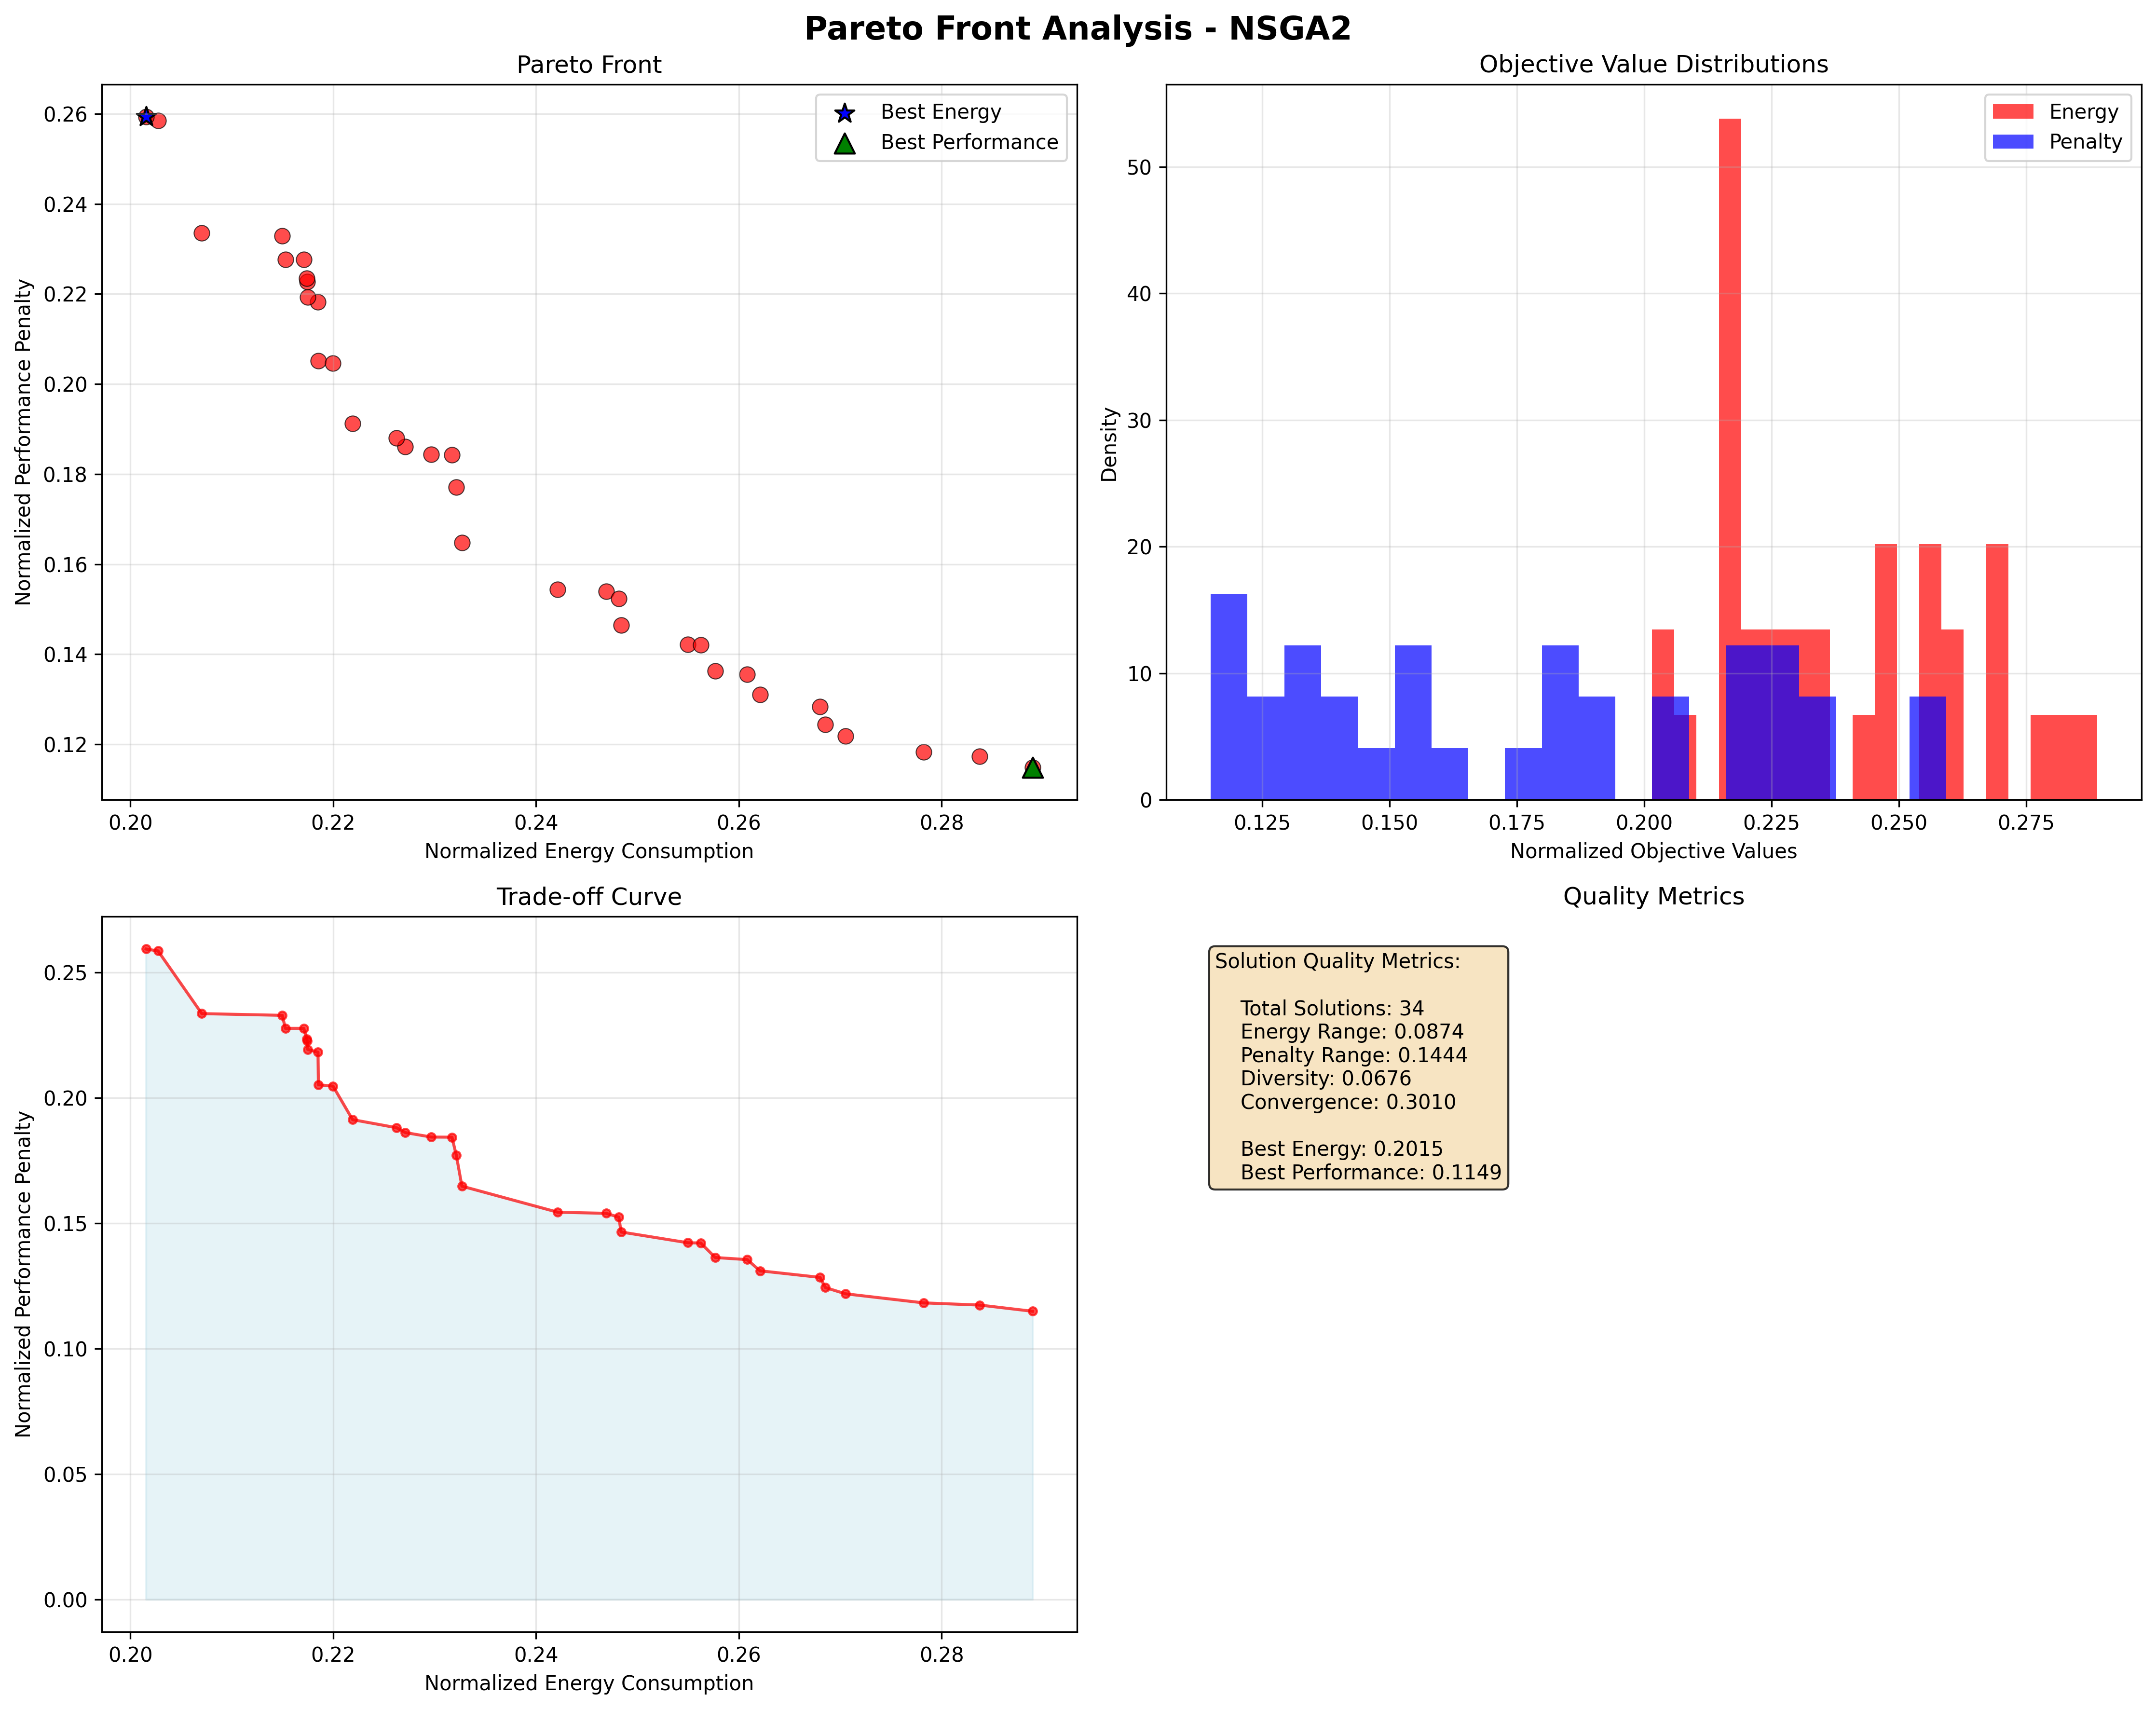 Pareto Front Analysis - NSGA2
Pareto Front
0.26
0.24
0.22
0.20
0.18
0.16
0.14
0.12
Normalized Performance Penalty
0.20 0.22 0.24 0.26 0.28
Normalized Energy Consumption
Best Energy
Best Performance
Objective Value Distributions
50
40
30
20
10
0
Density
0.125 0.150 0.175 0.200 0.225 0.250 0.275
Normalized Objective Values
Energy
Penalty
Trade-off Curve
0.25
0.20
0.15
0.10
0.05
0.00
Normalized Performance Penalty
0.20 0.22 0.24 0.26 0.28
Normalized Energy Consumption
Quality Metrics
Solution Quality Metrics:
Total Solutions: 34
Energy Range: 0.0874
Penalty Range: 0.1444
Diversity: 0.0676
Convergence: 0.3010
Best Energy: 0.2015
Best Performance: 0.1149